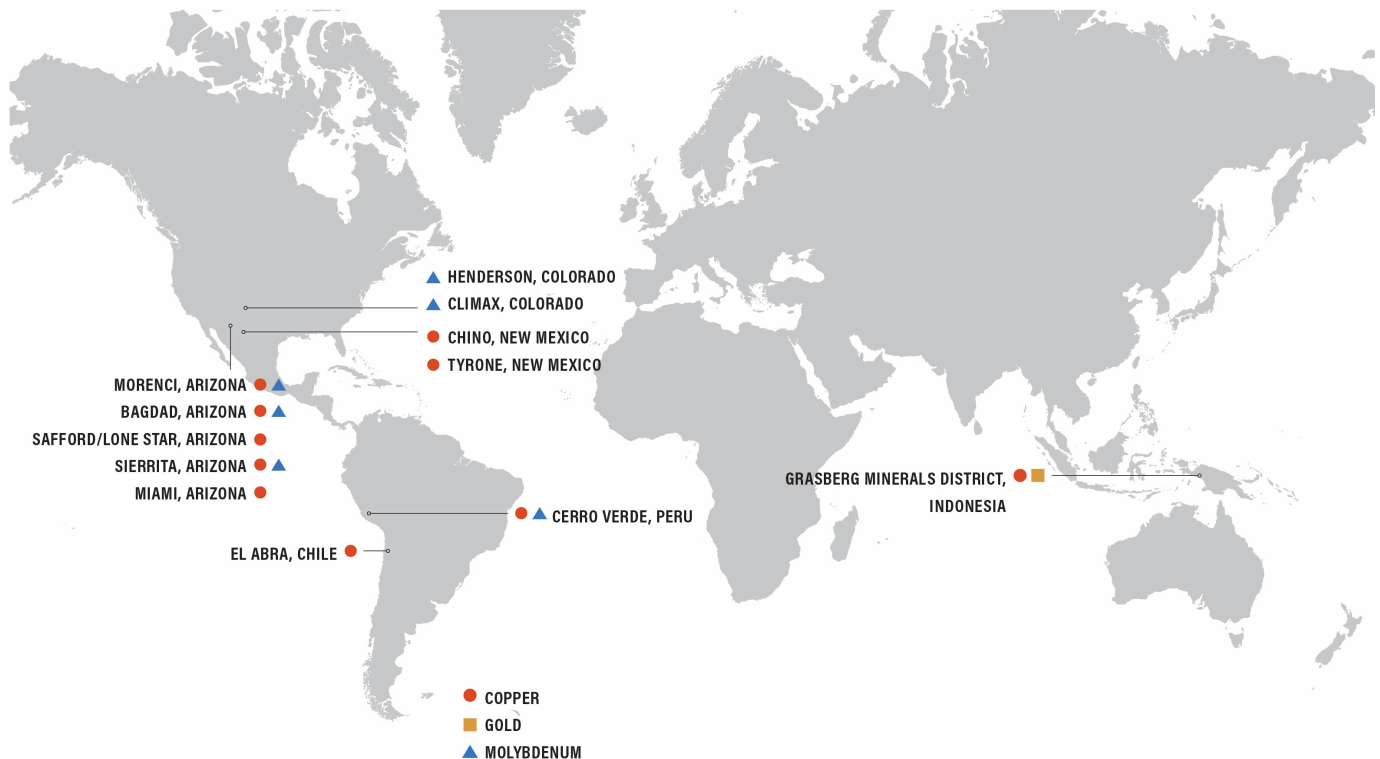 HENDERSON, COLORADO
CLIMAX, COLORADO
CHINO, NEW MEXICO
TYRONE, NEW MEXICO
MORENCI, ARIZONA
BAGDAD, ARIZONA
SAFFORD/LONE STAR, ARIZONA
SIERRITA, ARIZONA
MIAMI, ARIZONA
GRASBERG MINERALS DISTRICT,
INDONESIA
CERRO VERDE, PERU
EL ABRA, CHILE
COPPER
GOLD
MOLYBDENUM